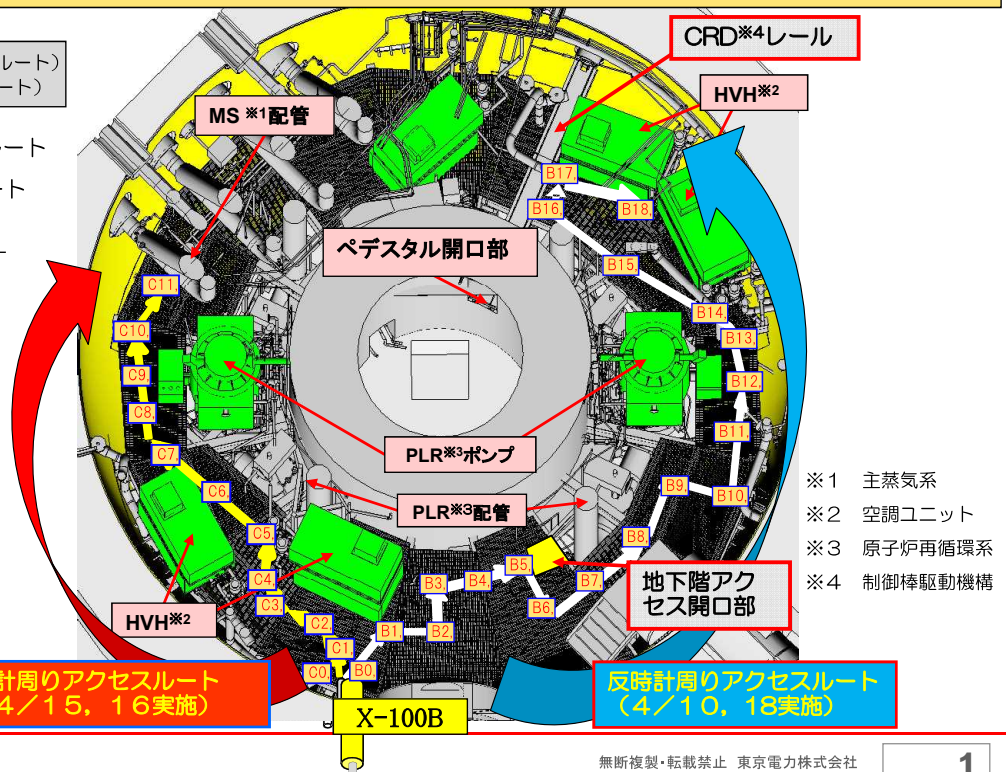 ルート）
ート）
ート
ート
CRD※4レール
HVH※2
MS ※1配管
ペデスタル開口部
PLR※3ポンプ
PLR※3配管
HVH※2
地下階アク
セス開口部
B17,
B16,
B18,
B15,
B14,
B13,
B12,
B11,
B10,
B9,
B8,
B7,
B6,
B5,
B4,
B3,
B2,
B1,
B0,
C11,
C10,
C9,
C8,
C7,
C6,
C5,
C4,
C3,
C2,
C1,
C0,
※1 主蒸気系
※2 空調ユニット
※3 原子炉再循環系
※4 制御棒駆動機構
計周りアクセスルート
4／15，16実施）
X-100B
反時計周りアクセスルート
（4／10，18実施）
無断複製・転載禁止 東京電力株式会社
1